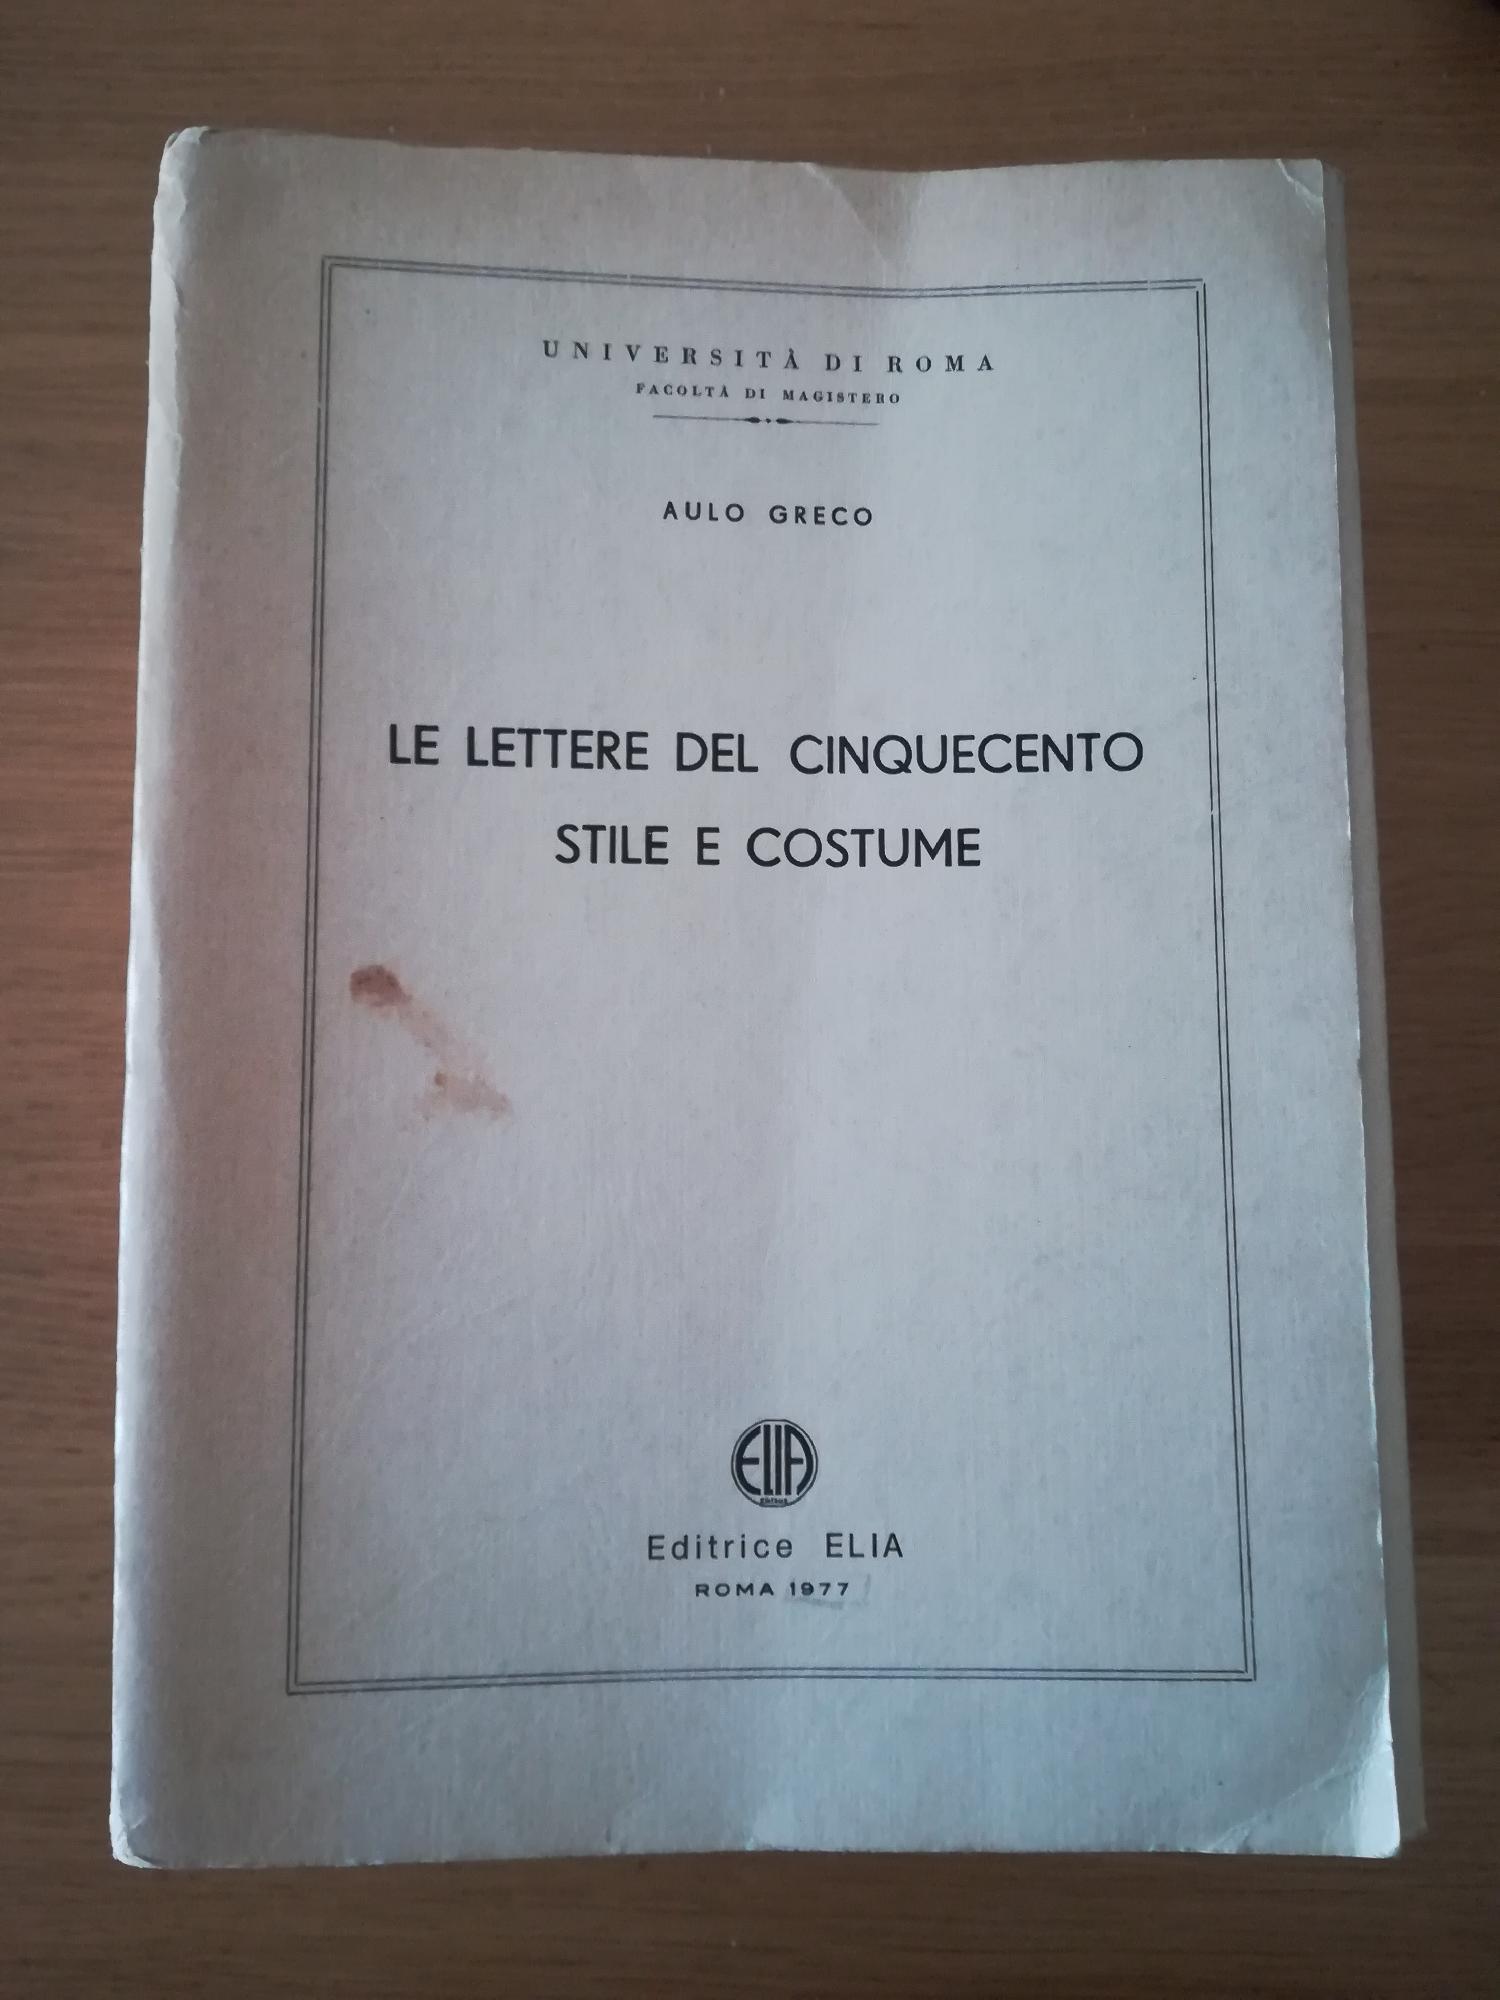 UNIVERSITÀ DI ROMA
FACOLTÀ DI MAGISTERO
AULO GRECO
LE LETTERE DEL CINQUECENTO
STILE E COSTUME
ELIA
Editrice ELIA
ROMA 1977